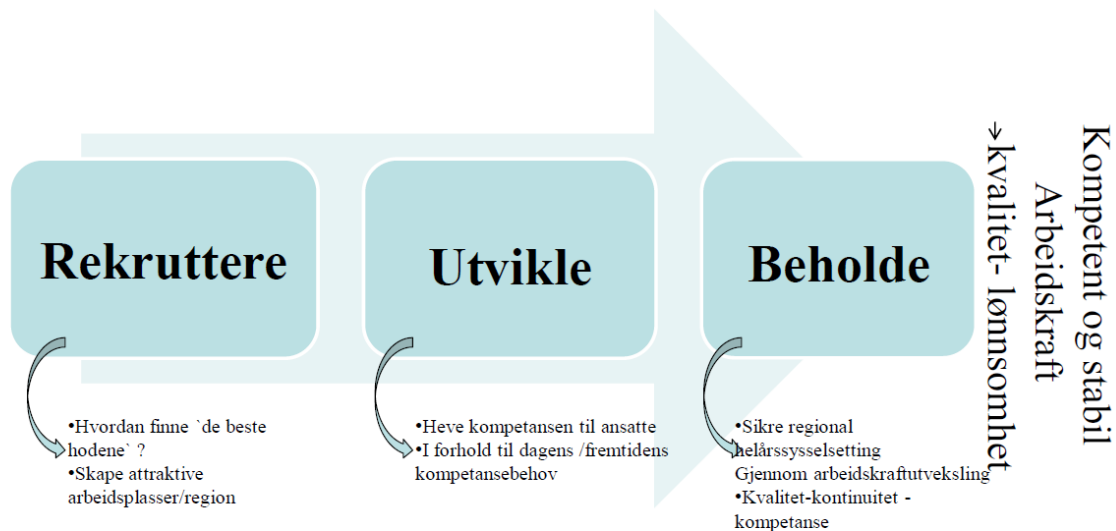 Rekruttere
Utvikle
Beholde
•Hvordan finne `de beste
hodene` ?
•Skape attraktive
arbeidsplasser/region
•Heve kompetansen til ansatte
•I forhold til dagens /fremtidens
kompetansebehov
•Sikre regional
helårssysselsetting
Gjennom arbeidskraftutveksling
•Kvalitet-kontinuitet -
kompetanse
Kompetent og stabil
Arbeidskraft
→kvalitet- lønnsomhet